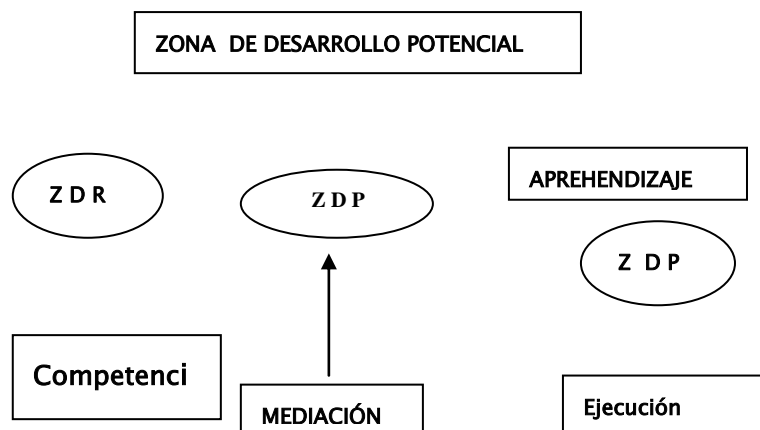 ZONA DE DESARROLLO POTENCIAL
Z D R
Z D P
APREHENDIZAJE
Z D P
Competenci
MEDIACIÓN
Ejecución